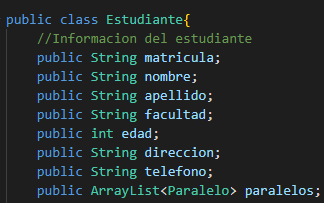 public class Estudiante{
//Informacion del estudiante
public String matricula;
public String nombre;
public String apellido;
public String facultad;
public int edad;
public String direccion;
public String telefono;
public ArrayList<Paralelo> paralelos;